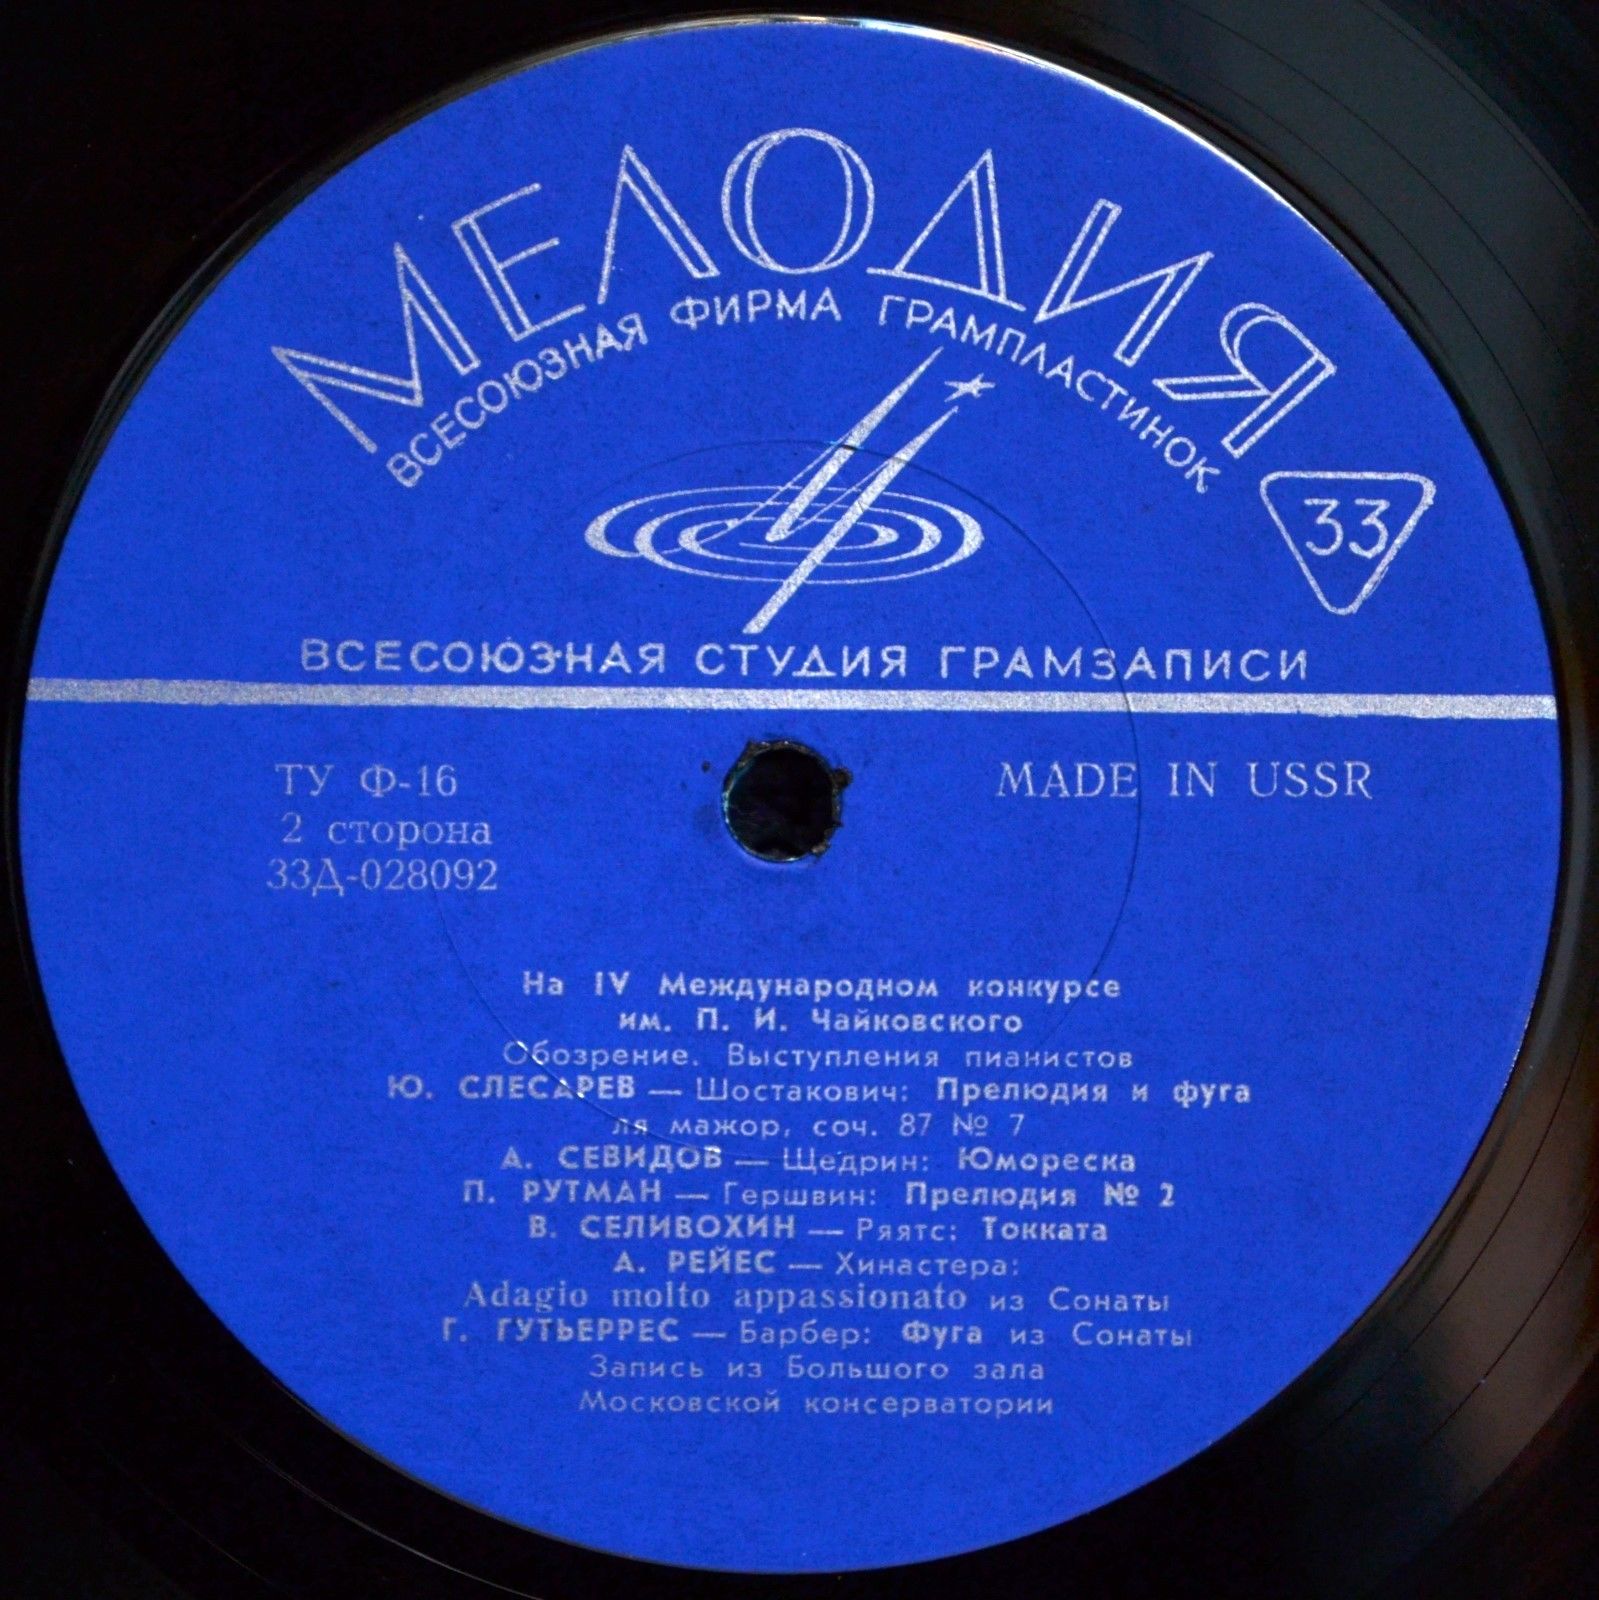 МЕЛОДИЯ
ВСЕСОЮЗНАЯ ФИРМА ГРАМПЛАСТИНОК
33
ВСЕСОЮЗНАЯ СТУДИЯ ГРАМЗАПИСИ
ТУ Ф-16
MADE IN USSR
2 сторона
33Д-028092
На IV Международном конкурсе
им. П. И. Чайковского
Обозрение. Выступления пианистов
Ю. СЛЕСАРЕВ — Шостакович: Прелюдия и фуга
ля мажор, соч. 87 № 7
А. СЕВИДОВ — Щедрин: Юмореска
П. РУТМАН — Гершвин: Прелюдия № 2
В. СЕЛИВОХИН — Ряятс: Токката
А. РЕЙЕС — Хинастера:
Adagio molto appassionato из Сонаты
Г. ГУТЬЕРРЕС — Барбер: Фуга из Сонаты
Запись из Большого зала
Московской консерватории